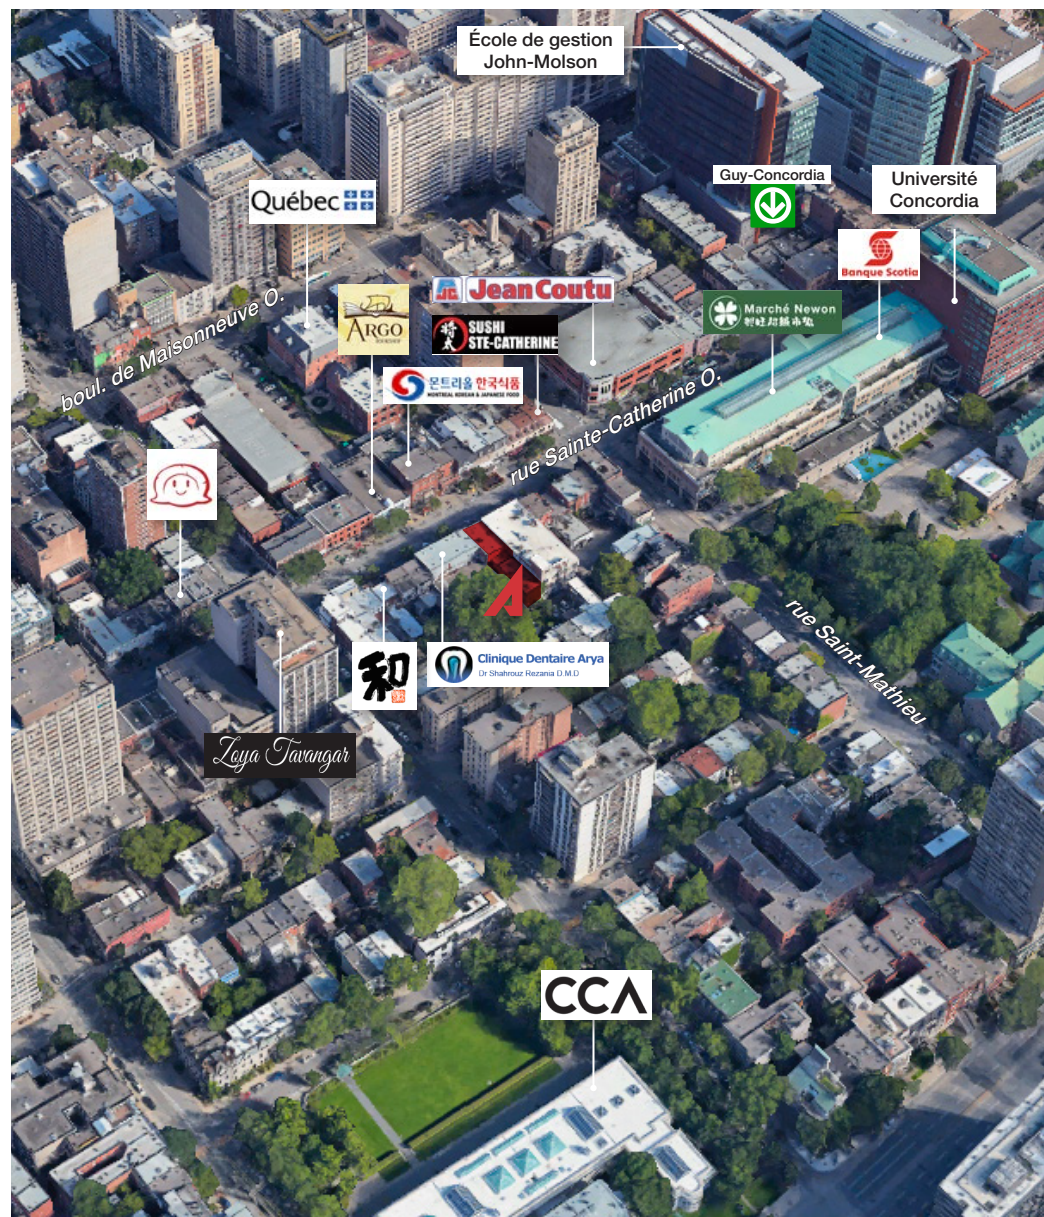 École de gestion
John-Molson
Guy-Concordia
Université
Concordia
Québec
Banque Scotia
JC Jean Coutu
ARGO
BOOKSHOP
SUSHI
STE-CATHERINE
Marché Newon
몬트리올 한국식품
MONTREAL KOREAN & JAPANESE FOOD
boul. de Maisonneuve O.
rue Sainte-Catherine O.
rue Saint-Mathieu
A
和
Clinique Dentaire Arya
Dr Shahrouz Rezania D.M.D
Zoya Tavangar
CCA